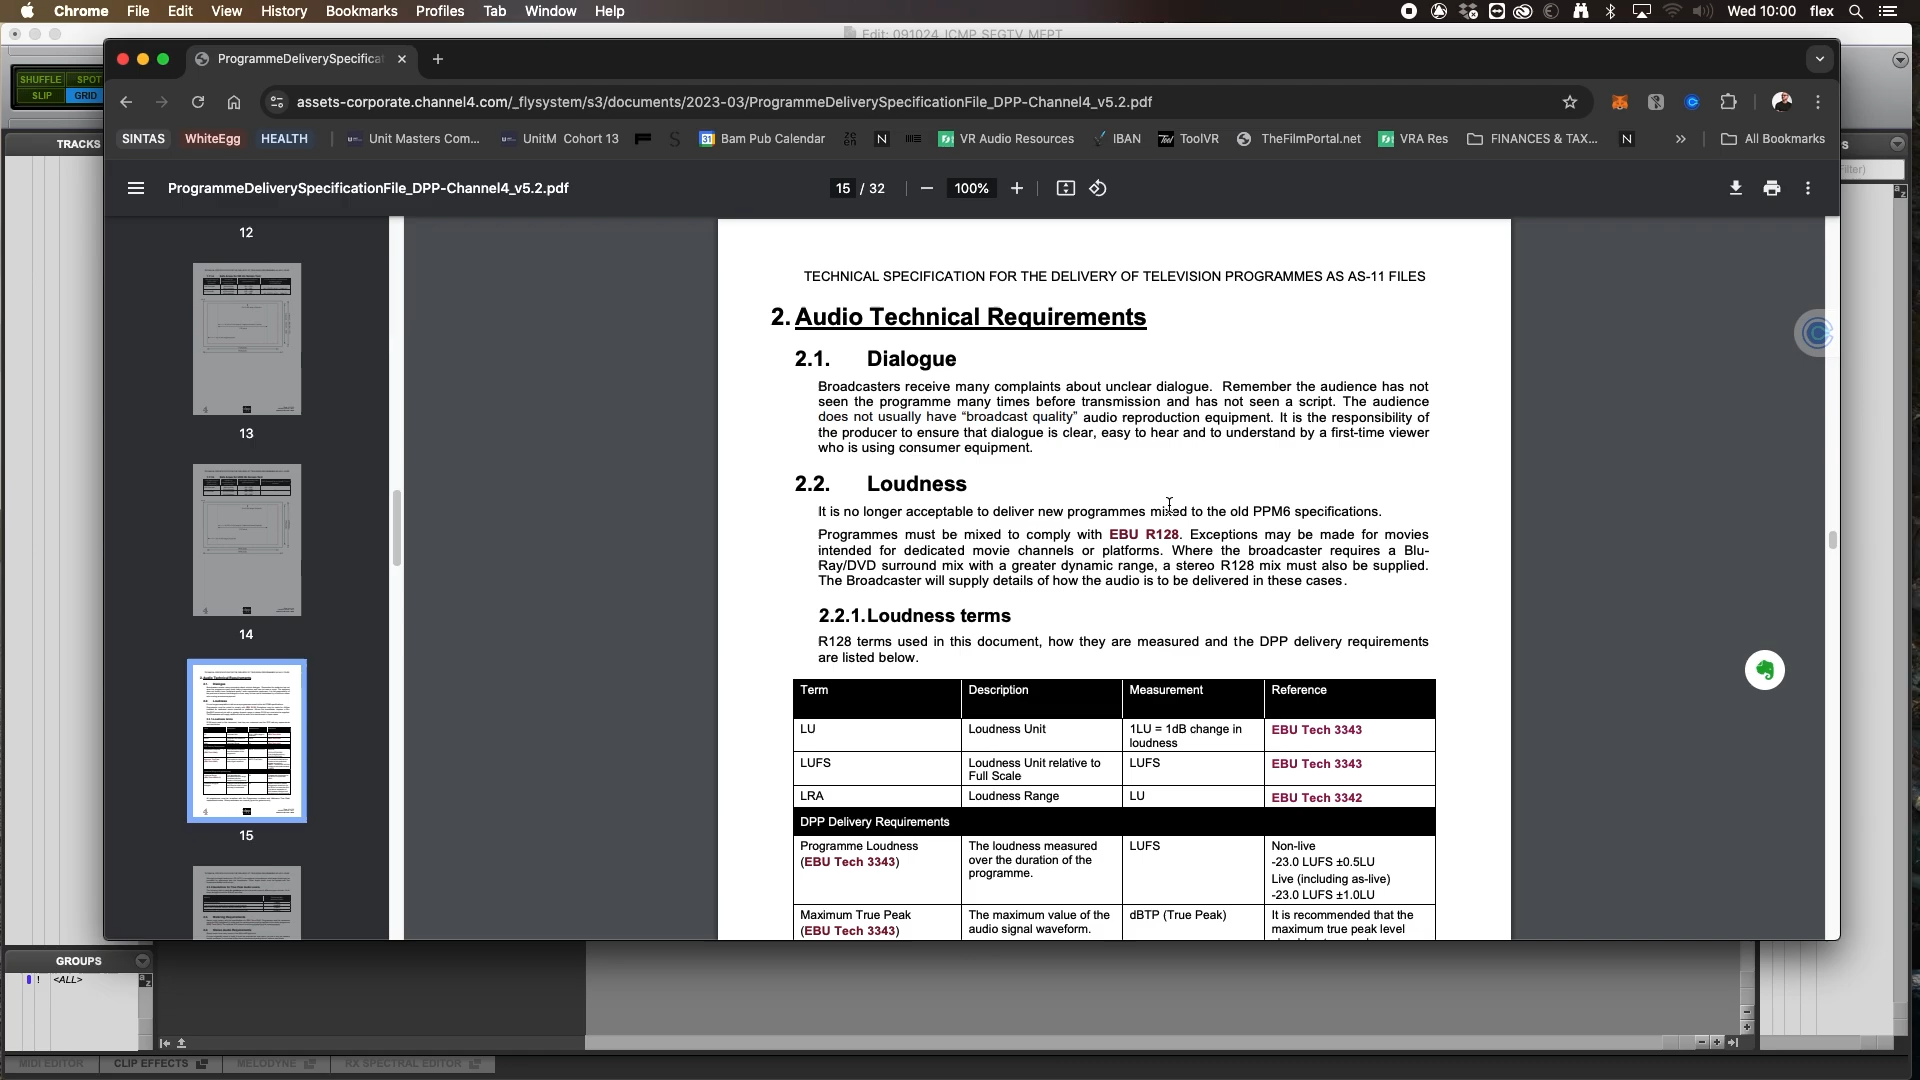 Chrome File Edit View History Bookmarks Profiles Tab Window Help Wed 10:00 flex
Edit: 091024_ICMP_SEGTV_MFPT
SHUFFLE SPOT
SLIP GRID
ProgrammeDeliverySpecifica
assets-corporate.channel4.com/_flysystem/s3/documents/2023-03/ProgrammeDeliverySpecificationFile_DPP-Channel4_v5.2.pdf
SINTAS WhiteEgg HEALTH Unit Masters Com... UnitM Cohort 13 Bam Pub Calendar VR Audio Resources IBAN ToolVR TheFilmPortal.net VRA Res FINANCES & TAX... All Bookmarks
TRACKS
ProgrammeDeliverySpecificationFile_DPP-Channel4_v5.2.pdf 15 / 32 100%
12
13
14
15
TECHNICAL SPECIFICATION FOR THE DELIVERY OF TELEVISION PROGRAMMES AS AS-11 FILES
2. Audio Technical Requirements
2.1. Dialogue
Broadcasters receive many complaints about unclear dialogue. Remember the audience has not
seen the programme many times before transmission and has not seen a script. The audience
does not usually have “broadcast quality” audio reproduction equipment. It is the responsibility of
the producer to ensure that dialogue is clear, easy to hear and to understand by a first-time viewer
who is using consumer equipment.
2.2. Loudness
It is no longer acceptable to deliver new programmes mixed to the old PPM6 specifications.
Programmes must be mixed to comply with EBU R128. Exceptions may be made for movies
intended for dedicated movie channels or platforms. Where the broadcaster requires a Blu-
Ray/DVD surround mix with a greater dynamic range, a stereo R128 mix must also be supplied.
The Broadcaster will supply details of how the audio is to be delivered in these cases.
2.2.1. Loudness terms
R128 terms used in this document, how they are measured and the DPP delivery requirements
are listed below.
Term Description Measurement Reference
LU Loudness Unit 1LU = 1dB change in EBU Tech 3343
loudness
LUFS Loudness Unit relative to LUFS EBU Tech 3343
Full Scale
LRA Loudness Range LU EBU Tech 3342
DPP Delivery Requirements
Programme Loudness The loudness measured LUFS Non-live
(EBU Tech 3343) over the duration of the -23.0 LUFS ±0.5LU
programme. Live (including as-live)
-23.0 LUFS ±1.0LU
Maximum True Peak The maximum value of the dBTP (True Peak) It is recommended that the
(EBU Tech 3343) audio signal waveform. maximum true peak level
GROUPS
! <ALL>
MIDI EDITOR CLIP EFFECTS MELODYNE RX SPECTRAL EDITOR